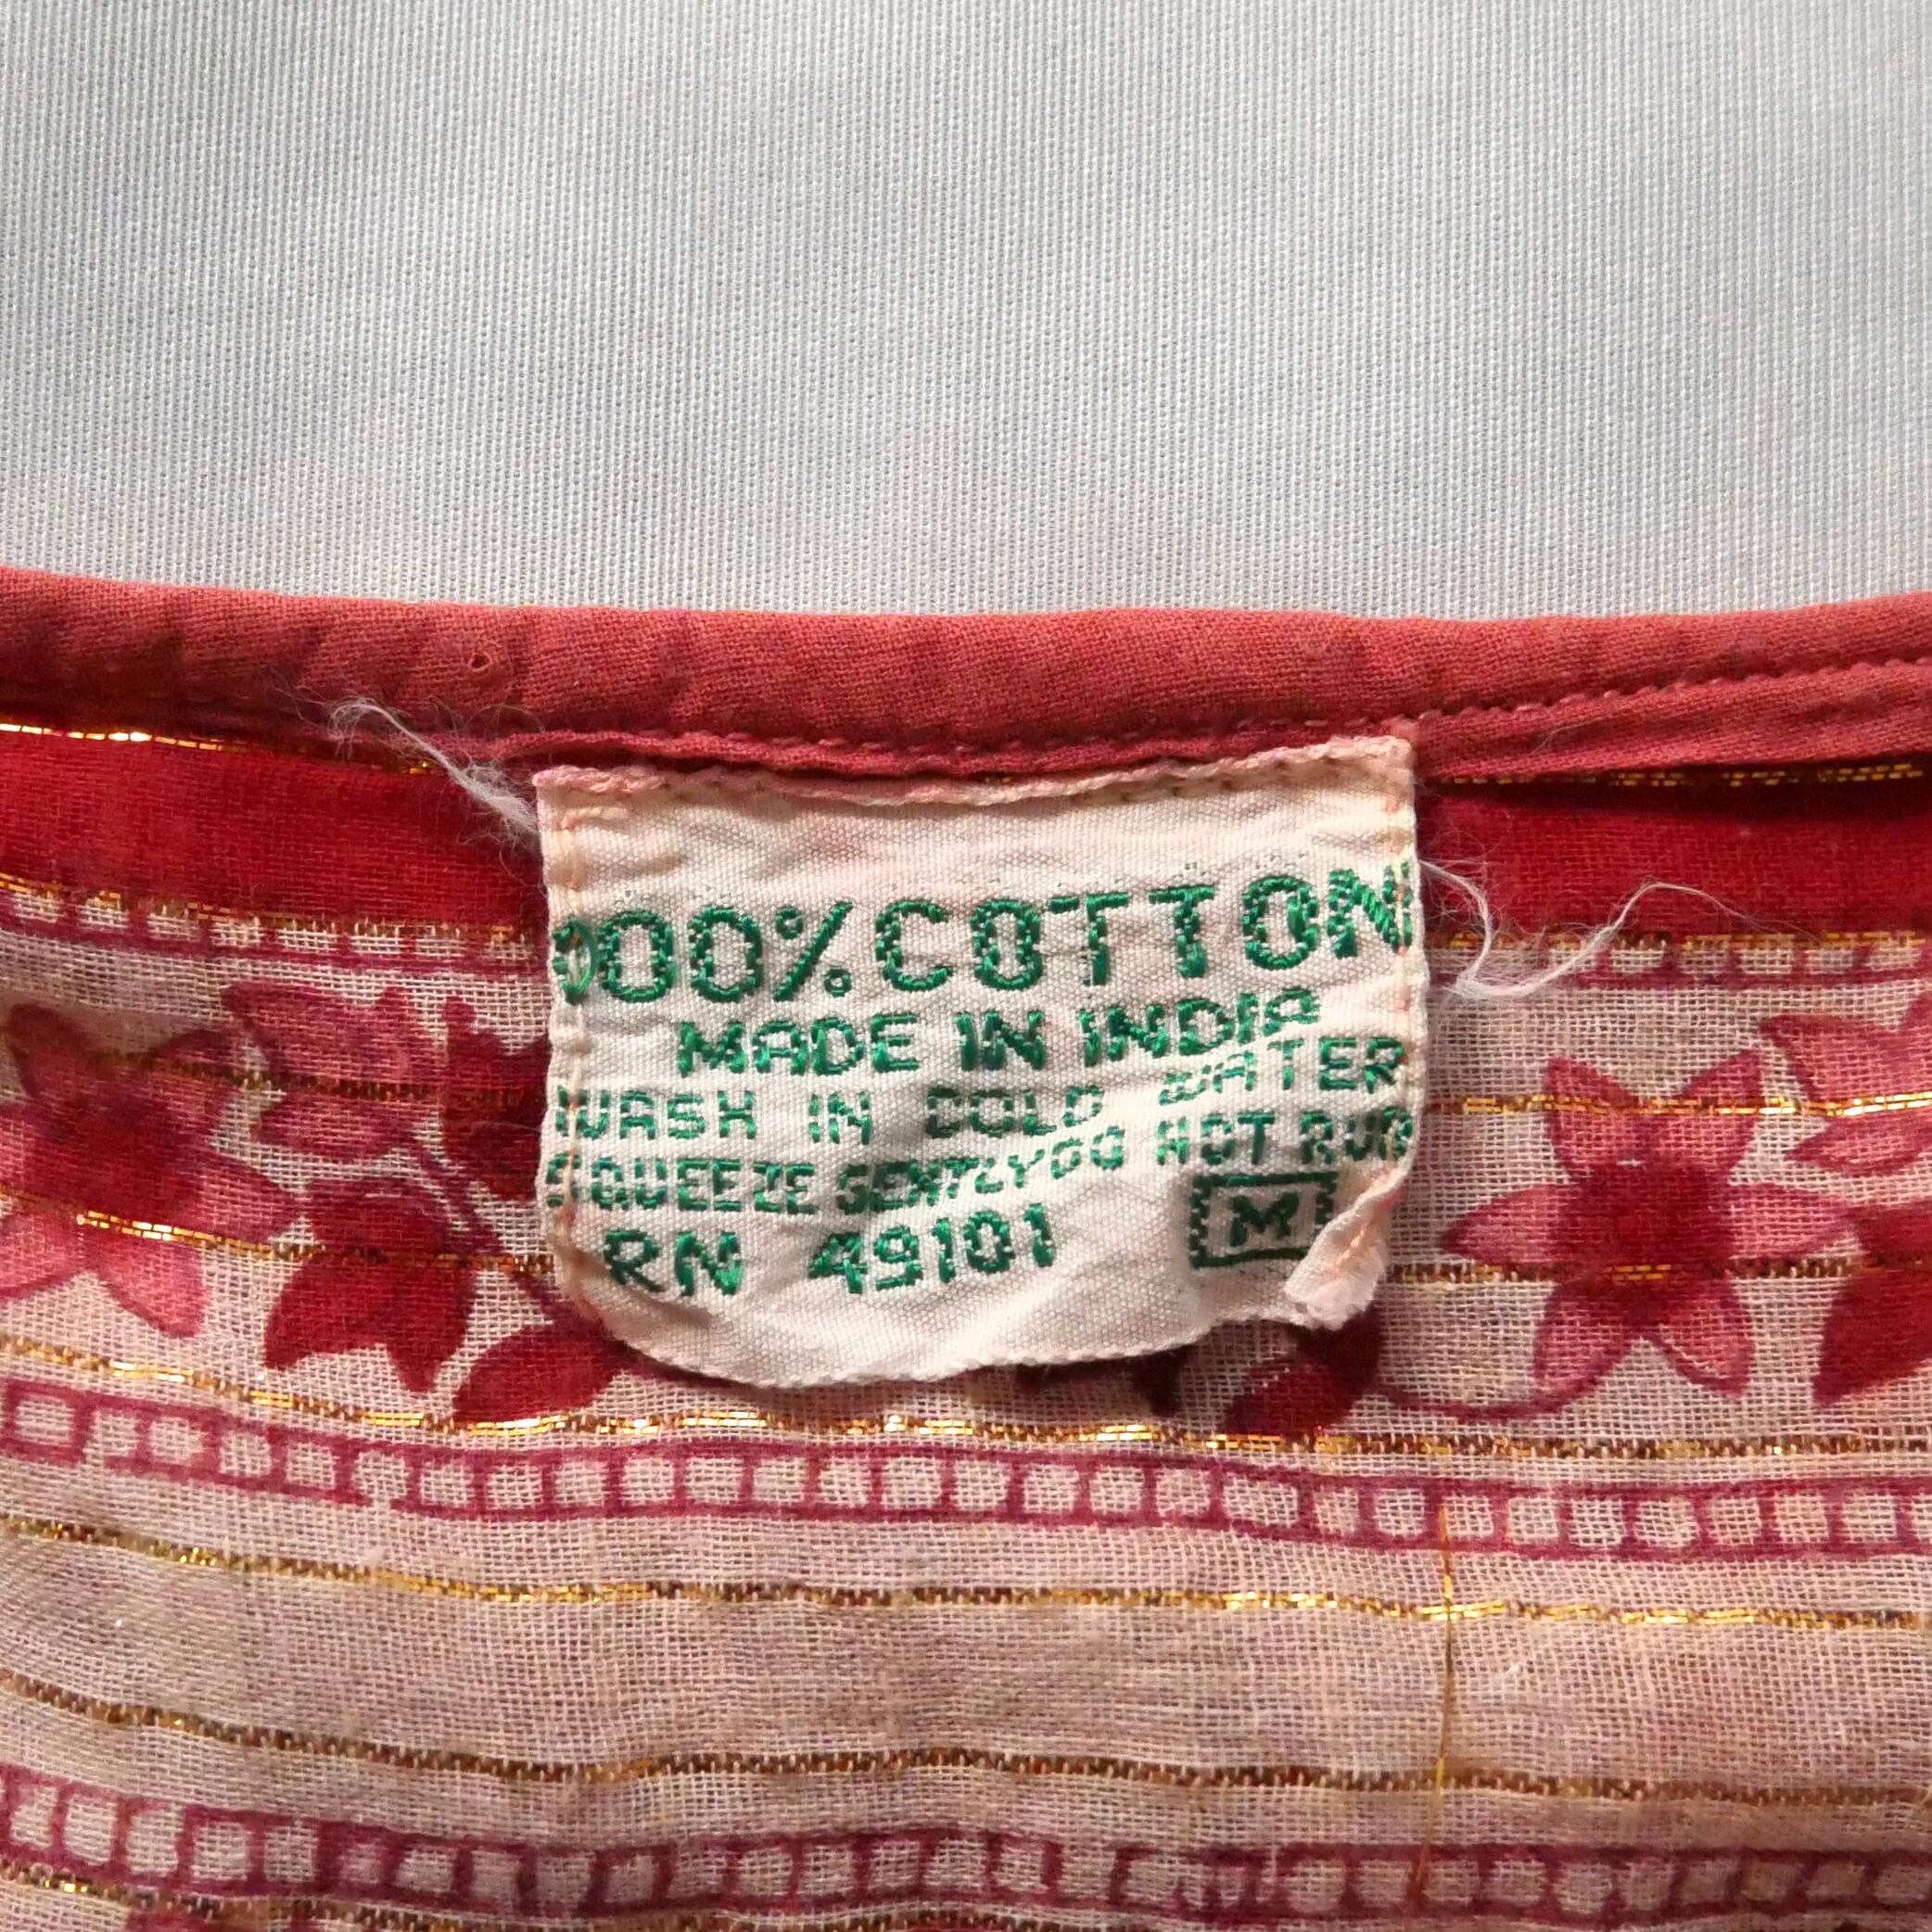 100% COTTON
MADE IN INDIA
WASH IN COLD WATER
SQUEEZE GENTLY DO NOT RUB
RN 49101 M